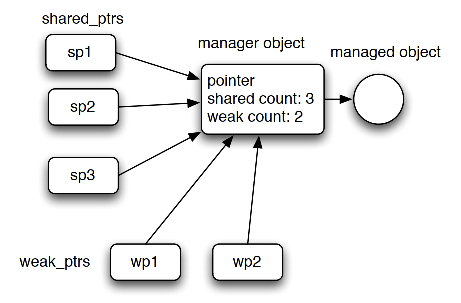 shared_ptrs
sp1
manager object
managed object
pointer
shared count: 3
weak count: 2
sp2
sp3
weak_ptrs
wp1
wp2